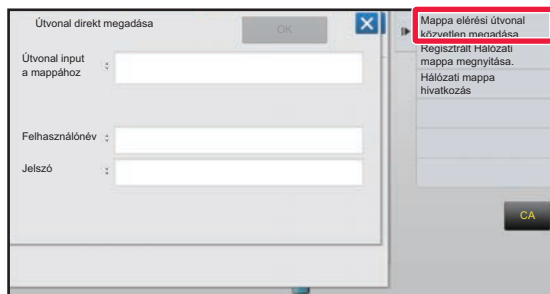 Útvonal direkt megadása
OK
Útvonal input
a mappához :
Felhasználónév :
Jelszó :
Mappa elérési útvonal
közvetlen megadása
Regisztrált Hálózati
mappa megnyitása.
Hálózati mappa
hivatkozás
CA